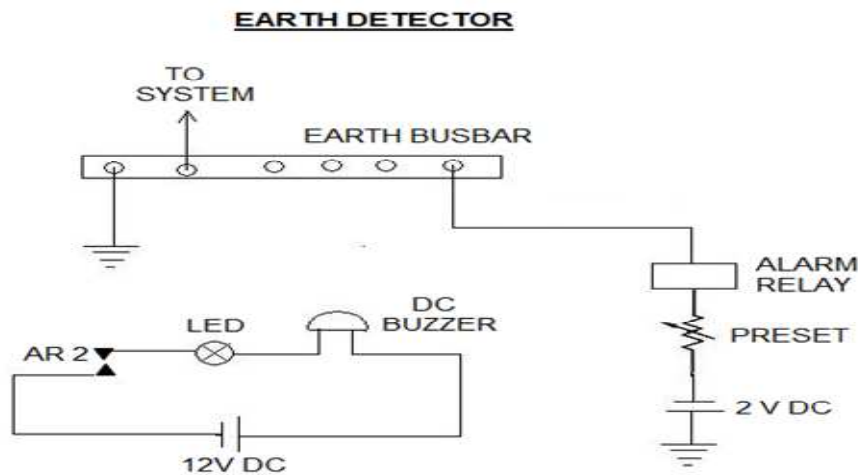 EARTH DETECTOR
TO
SYSTEM
EARTH BUSBAR
ALARM
RELAY
DC
BUZZER
LED
PRESET
AR 2
2 V DC
12V DC